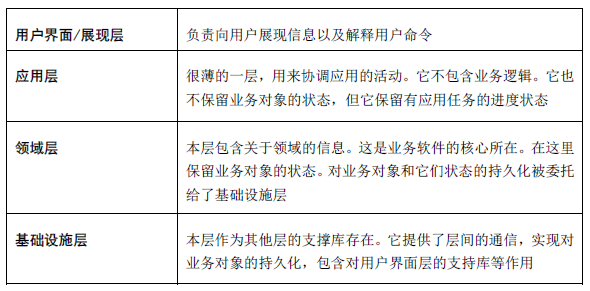 用户界面/展现层
负责向用户展现信息以及解释用户命令
应用层
很薄的一层，用来协调应用的活动。它不包含业务逻辑。它也
不保留业务对象的状态，但它保留有应用任务的进度状态
领域层
本层包含关于领域的信息。这是业务软件的核心所在。在这里
保留业务对象的状态。对业务对象和它们状态的持久化被委托
给了基础设施层
基础设施层
本层作为其他层的支撑库存在。它提供了层间的通信，实现对
业务对象的持久化，包含对用户界面层的支持库等作用